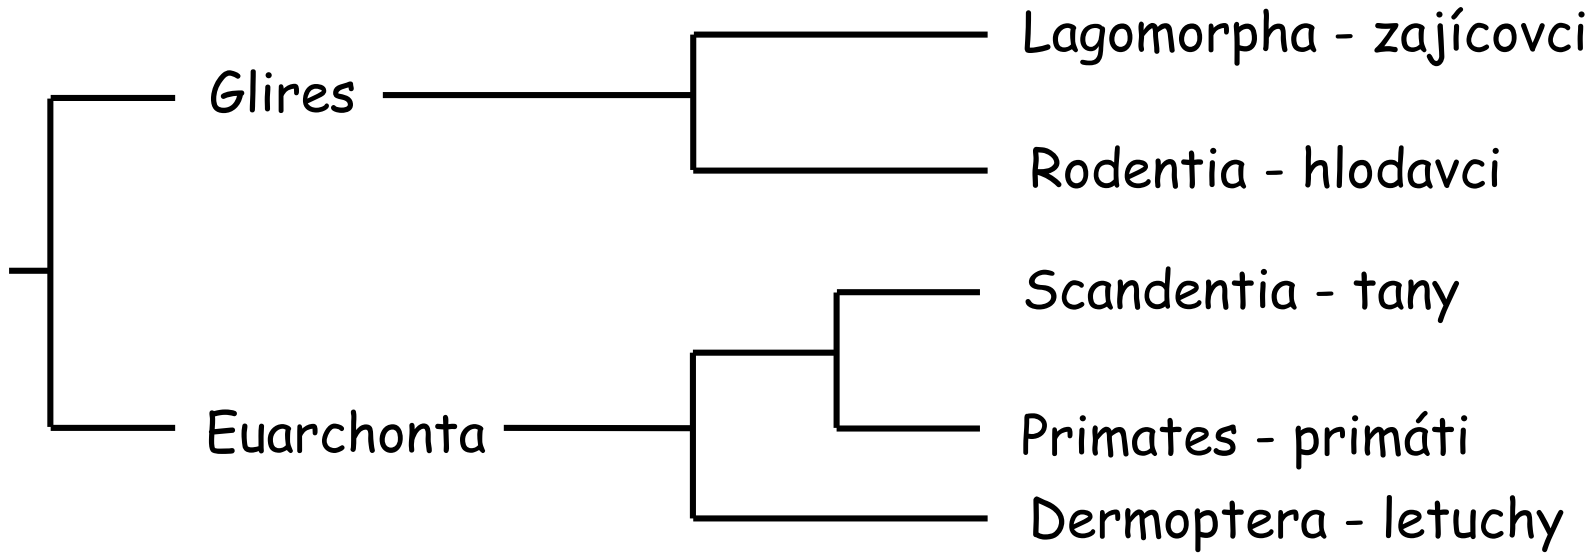 Lagomorpha - zajícovci
Glires
Rodentia - hlodavci
Scandentia - tany
Euarchonta
Primates - primáti
Dermoptera - letuchy